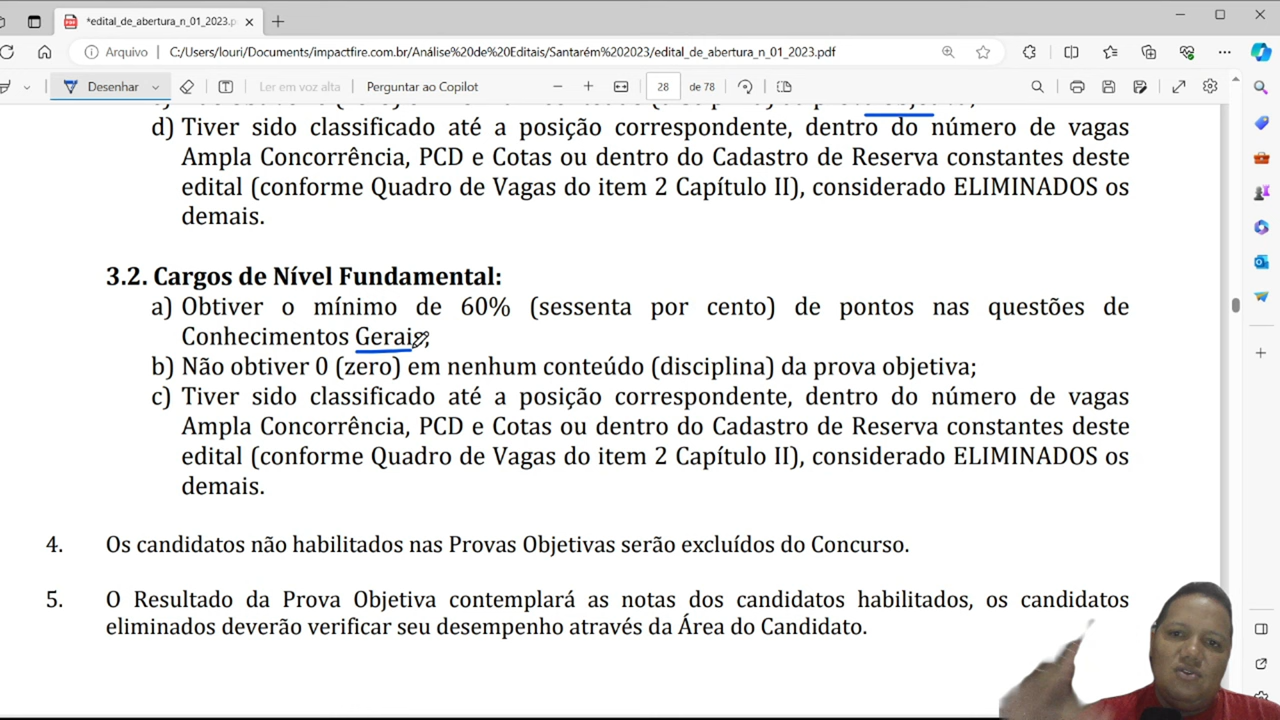 *edital_de_abertura_n_01_2023.p
Arquivo
C:/Users/louri/Documents/impactfire.com.br/Análise%20de%20Editais/Santarém%202023/edital_de_abertura_n_01_2023.pdf
Desenhar
Ler em voz alta
Perguntar ao Copilot
28
de 78
d) Tiver sido classificado até a posição correspondente, dentro do número de vagas
Ampla Concorrência, PCD e Cotas ou dentro do Cadastro de Reserva constantes deste
edital (conforme Quadro de Vagas do item 2 Capítulo II), considerado ELIMINADOS os
demais.
3.2. Cargos de Nível Fundamental:
a) Obtiver o mínimo de 60% (sessenta por cento) de pontos nas questões de
Conhecimentos Gerais;
b) Não obtiver 0 (zero) em nenhum conteúdo (disciplina) da prova objetiva;
c) Tiver sido classificado até a posição correspondente, dentro do número de vagas
Ampla Concorrência, PCD e Cotas ou dentro do Cadastro de Reserva constantes deste
edital (conforme Quadro de Vagas do item 2 Capítulo II), considerado ELIMINADOS os
demais.
4. Os candidatos não habilitados nas Provas Objetivas serão excluídos do Concurso.
5. O Resultado da Prova Objetiva contemplará as notas dos candidatos habilitados, os candidatos
eliminados deverão verificar seu desempenho através da Área do Candidato.